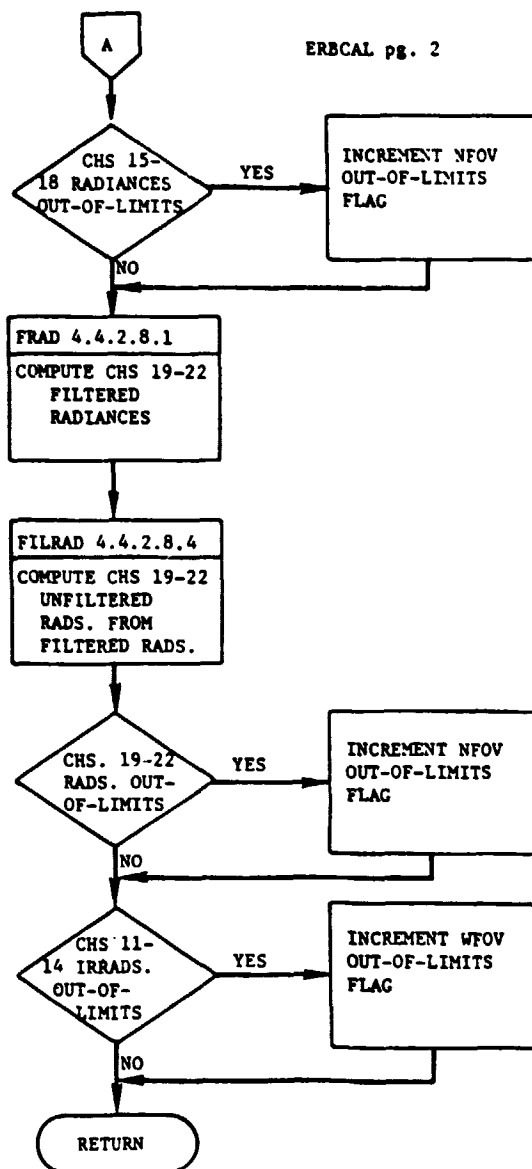 A
ERBCAL pg. 2
CHS 15-
18 RADIANCES
OUT-OF-LIMITS
YES
INCREMENT NFOV
OUT-OF-LIMITS
FLAG
NO
FRAD 4.4.2.8.1
COMPUTE CHS 19-22
FILTERED
RADIANCES
FILRAD 4.4.2.8.4
COMPUTE CHS 19-22
UNFILTERED
RADS. FROM
FILTERED RADS.
CHS. 19-22
RADS. OUT-
OF-LIMITS
YES
INCREMENT NFOV
OUT-OF-LIMITS
FLAG
NO
CHS 11-
14 IRRADS.
OUT-OF-
LIMITS
YES
INCREMENT WFOV
OUT-OF-LIMITS
FLAG
NO
RETURN